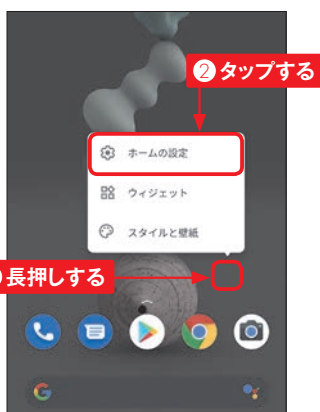 ② タップする
ホームの設定
ウィジェット
スタイルと壁紙
長押しする